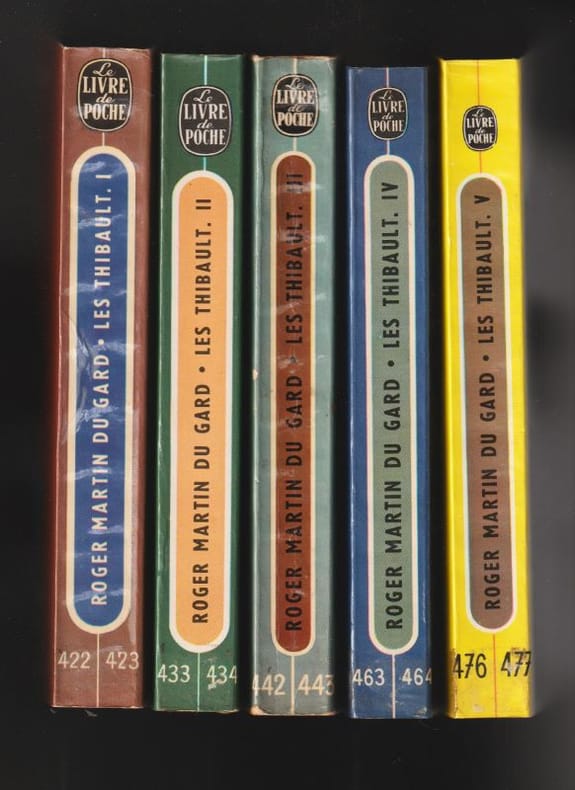 Le
LIVRE
de
POCHE
ROGER MARTIN DU GARD • LES THIBAULT. I
422 423
Le
LIVRE
de
POCHE
ROGER MARTIN DU GARD • LES THIBAULT. II
433 434
Le
LIVRE
de
POCHE
ROGER MARTIN DU GARD • LES THIBAULT. III
442 443
Le
LIVRE
de
POCHE
ROGER MARTIN DU GARD • LES THIBAULT. IV
463 464
Le
LIVRE
de
POCHE
ROGER MARTIN DU GARD • LES THIBAULT. V
476 477